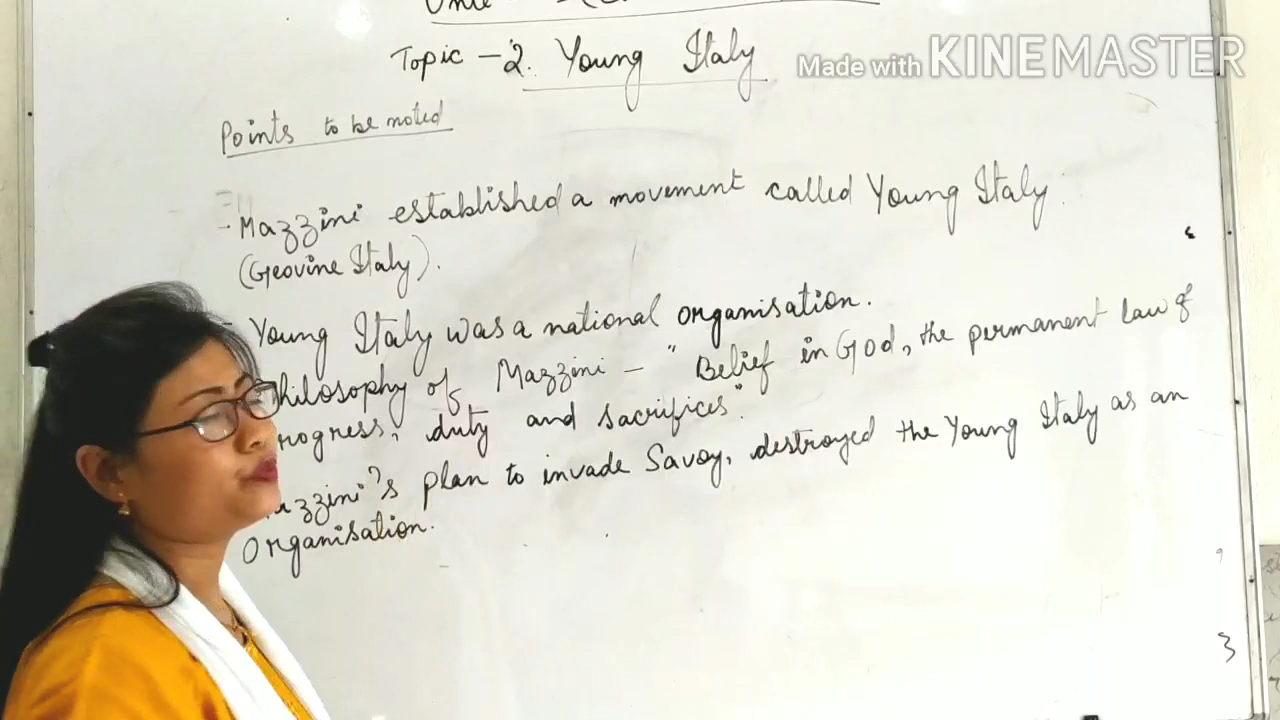 Topic - 2. Young Italy
Made with KINEMASTER
Points to be noted
- Mazzini established a movement called Young Italy
(Geovine Italy).
- Young Italy was a national organisation.
Philosophy of Mazzini - "Belief in God, the permanent law of
rogress, duty and sacrifices".
zzini's plan to invade Savoy, destroyed the Young Italy as an
Organisation.
3